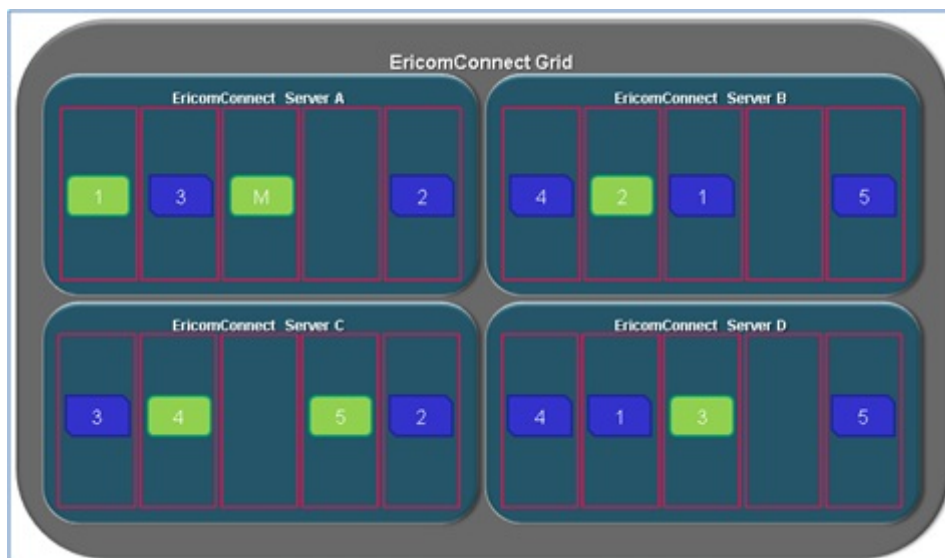 EricomConnect Grid
EricomConnect Server A
1 3 M 2
EricomConnect Server B
4 2 1 5
EricomConnect Server C
3 4 5 2
EricomConnect Server D
4 1 3 5